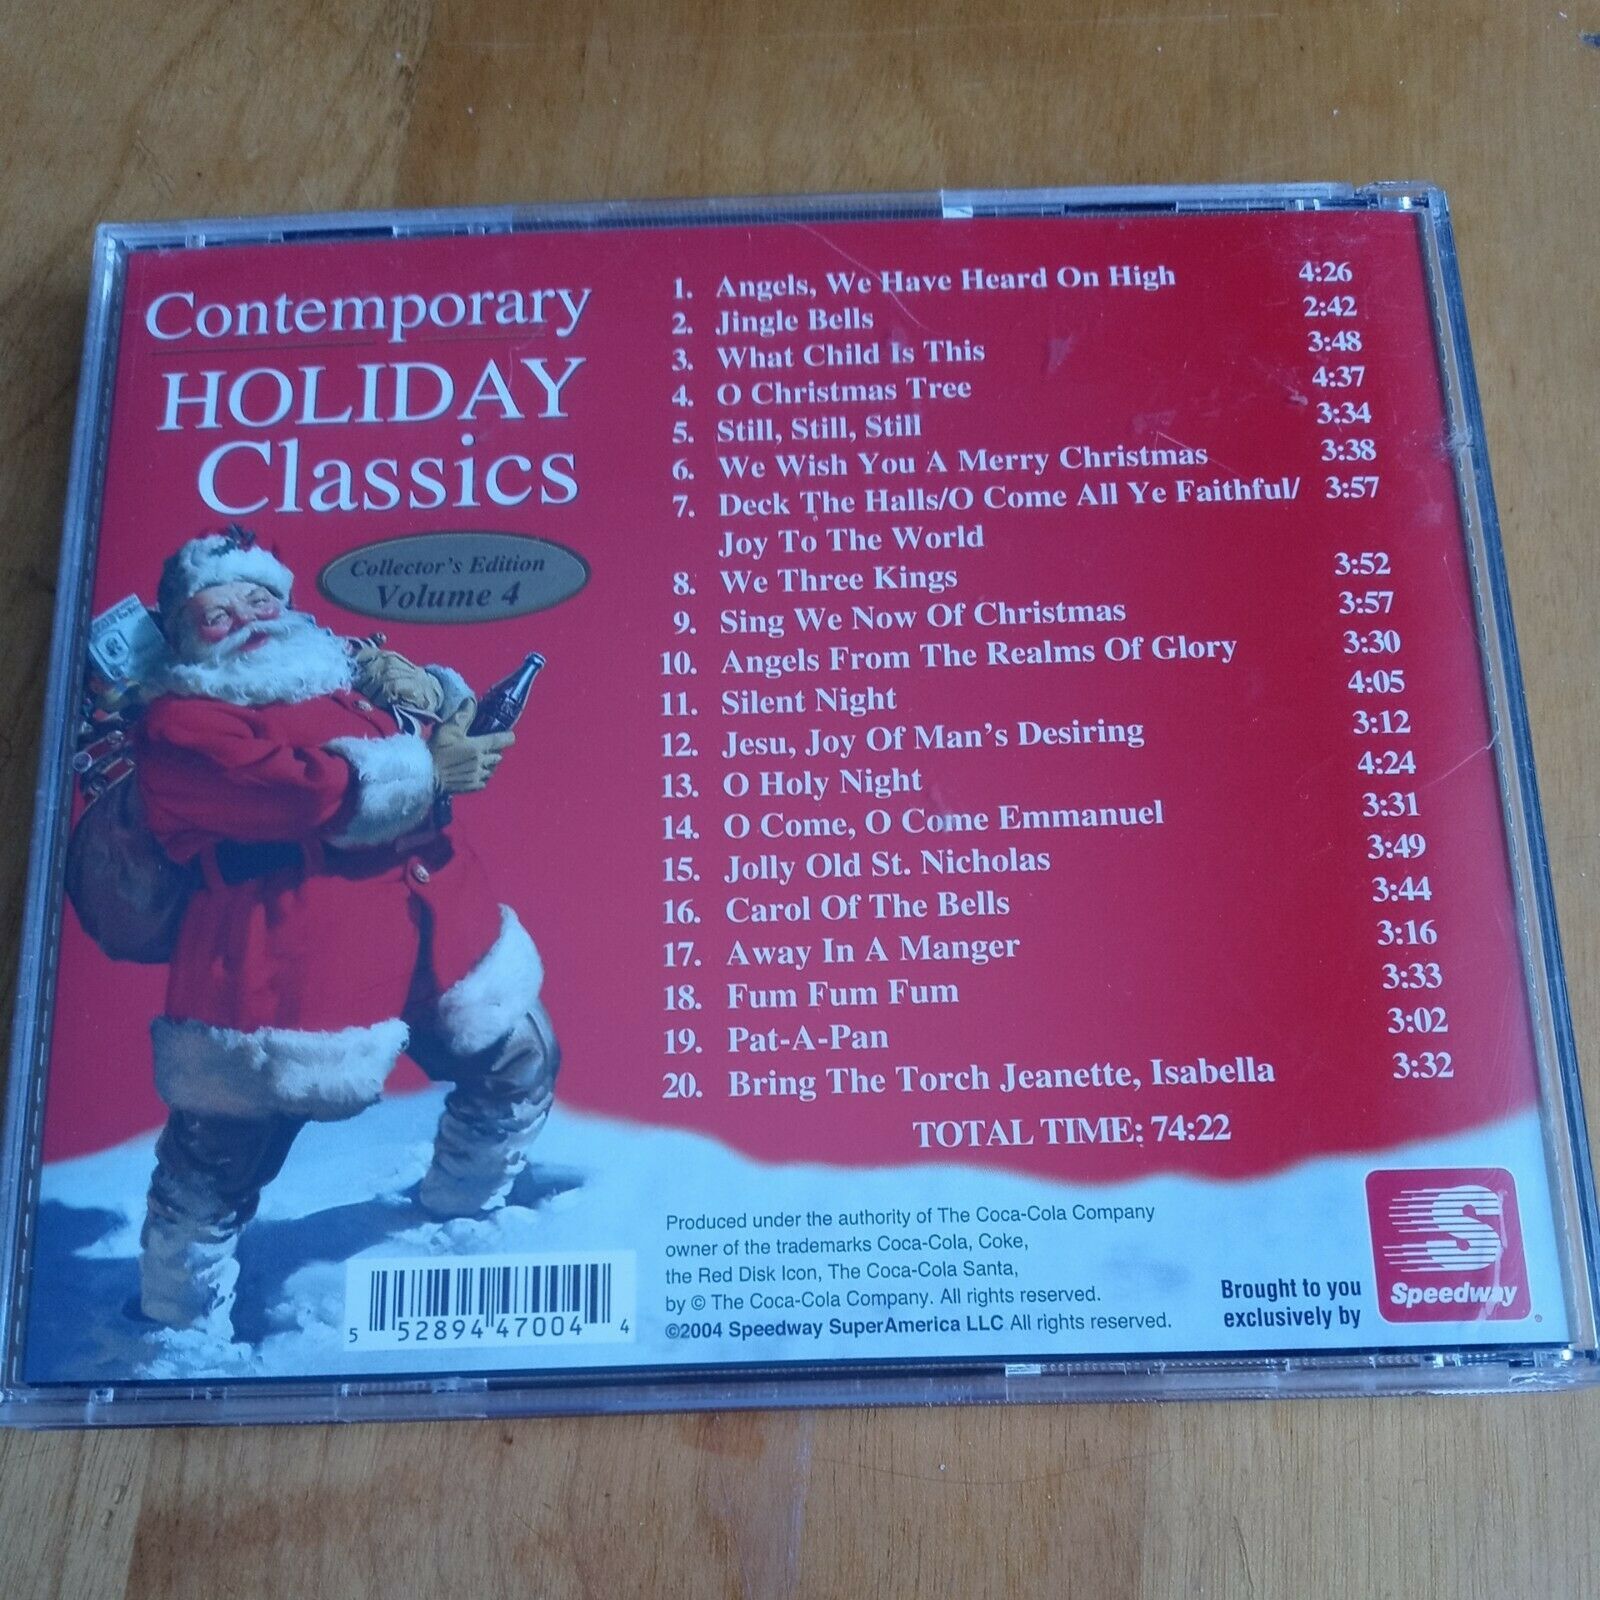 Contemporary
HOLIDAY
Classics
Collector's Edition
Volume 4
1. Angels, We Have Heard On High 4:26
2. Jingle Bells 2:42
3. What Child Is This 3:48
4. O Christmas Tree 4:37
5. Still, Still, Still 3:34
6. We Wish You A Merry Christmas 3:38
7. Deck The Halls/O Come All Ye Faithful/ 3:57
Joy To The World
8. We Three Kings 3:52
9. Sing We Now Of Christmas 3:57
10. Angels From The Realms Of Glory 3:30
11. Silent Night 4:05
12. Jesu, Joy Of Man's Desiring 3:12
13. O Holy Night 4:24
14. O Come, O Come Emmanuel 3:31
15. Jolly Old St. Nicholas 3:49
16. Carol Of The Bells 3:44
17. Away In A Manger 3:16
18. Fum Fum Fum 3:33
19. Pat-A-Pan 3:02
20. Bring The Torch Jeanette, Isabella 3:32
TOTAL TIME: 74:22
Produced under the authority of The Coca-Cola Company
owner of the trademarks Coca-Cola, Coke,
the Red Disk Icon, The Coca-Cola Santa,
by © The Coca-Cola Company. All rights reserved.
©2004 Speedway SuperAmerica LLC All rights reserved.
Brought to you
exclusively by
S
Speedway®
5 52894 47004 4